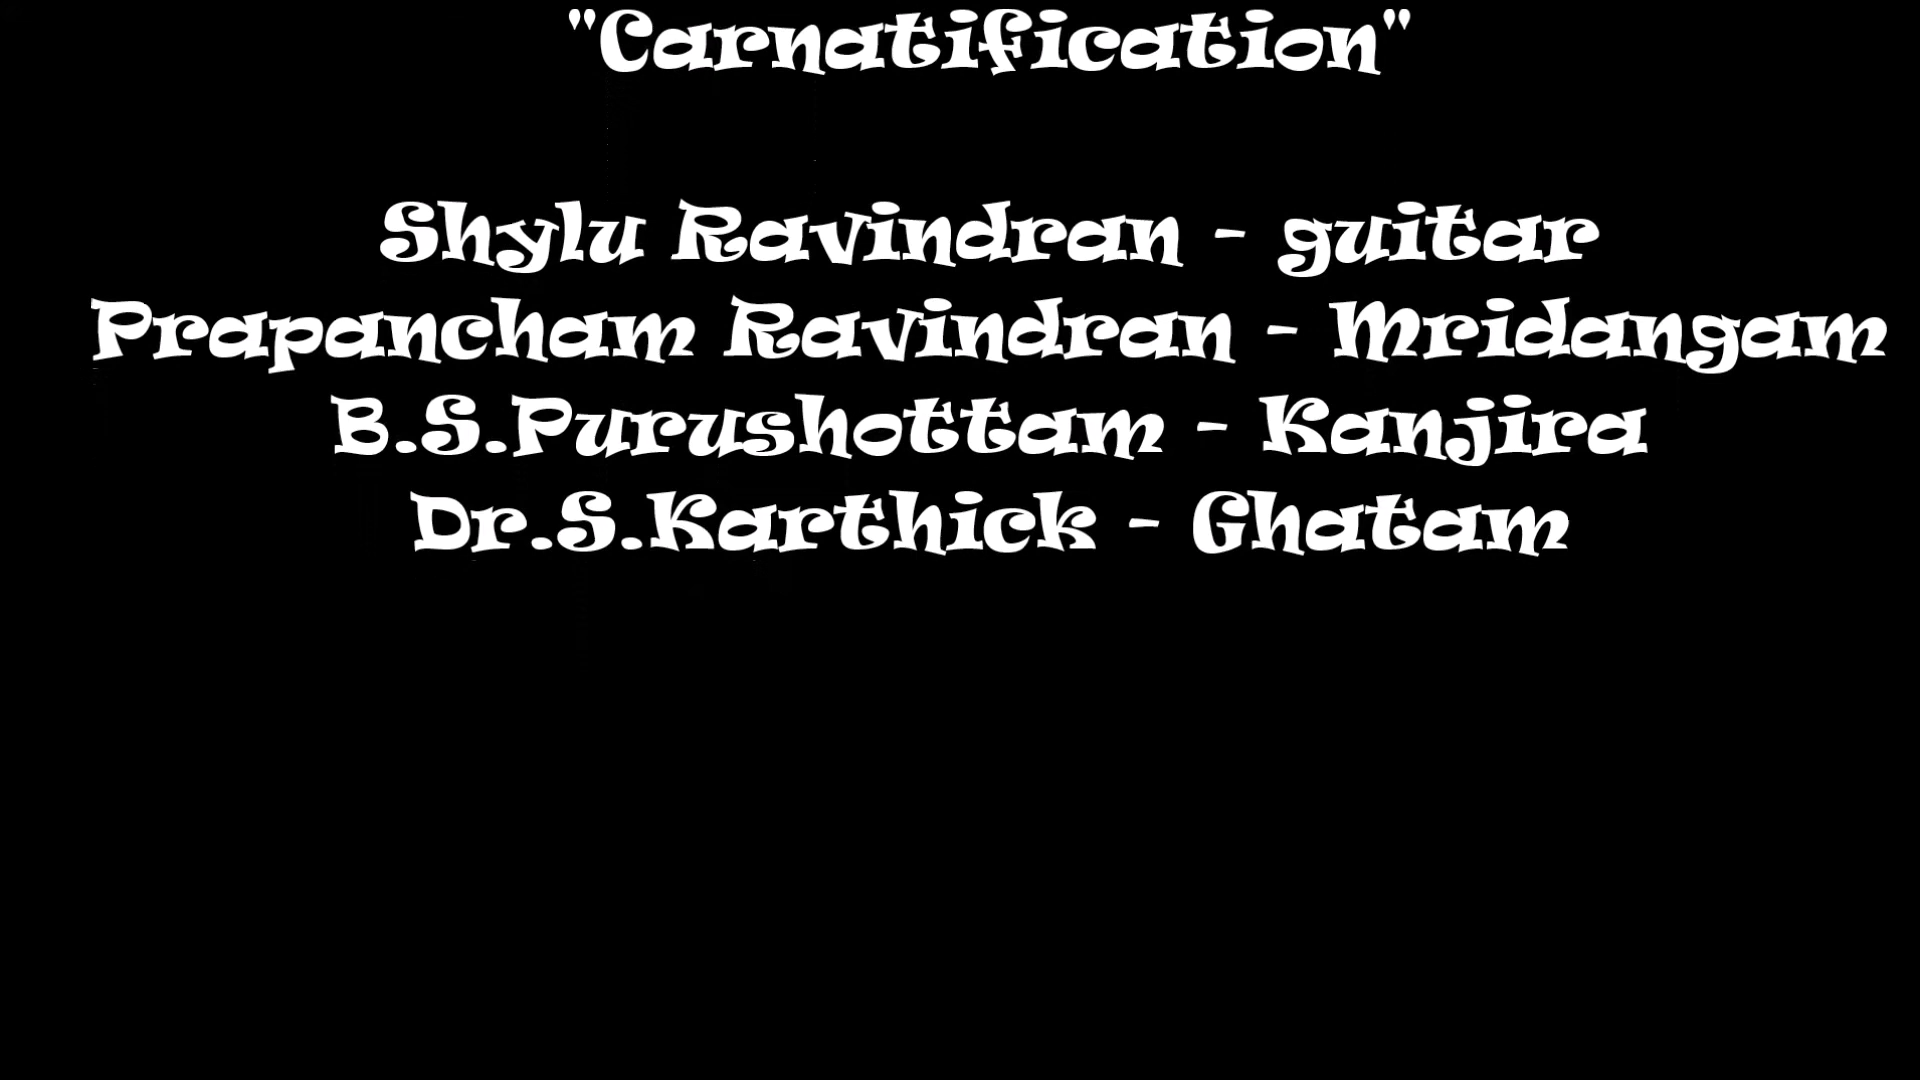 "Carnatification"
Shylu Ravindran - guitar
Prapancham Ravindran - Mridangam
B.S.Purushottam - Kanjira
Dr.S.Karthick - Ghatam